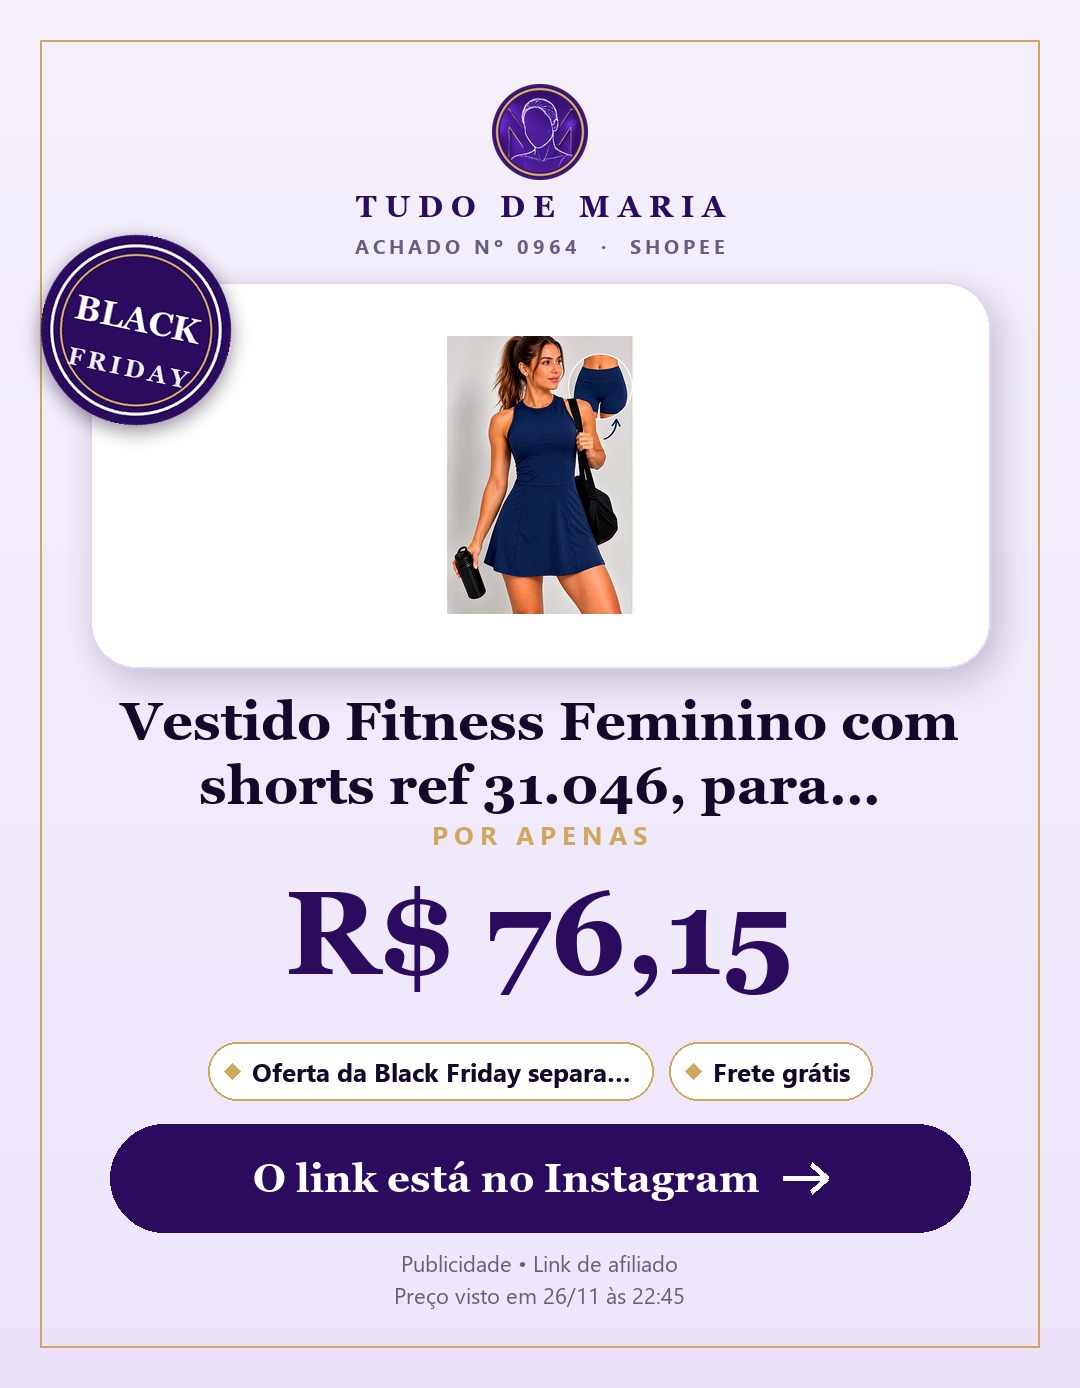 TUDO DE MARIA
ACHADO Nº 0964 · SHOPEE
BLACK
FRIDAY
Vestido Fitness Feminino com
shorts ref 31.046, para...
POR APENAS
R$ 76,15
Oferta da Black Friday separa...
Frete grátis
O link está no Instagram →
Publicidade • Link de afiliado
Preço visto em 26/11 às 22:45